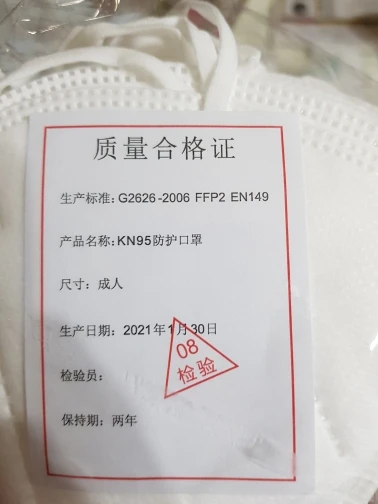 质量合格证
生产标准：G2626-2006 FFP2 EN149
产品名称：KN95防护口罩
尺寸：成人
生产日期：2021年1月30日
08
检验
检验员：
保持期：两年